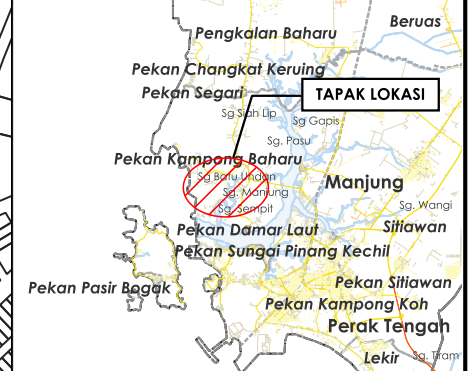 Beruas
Pengkalan Baharu
Pekan Changkat Keruing
Pekan Segari
TAPAK LOKASI
Sg Siah Lip
Sg Gapis
Sg. Pasu
Pekan Kampong Baharu
Sg Batu Undan
Manjung
Sg. Manjung
Sg. Wangi
Sg. Sempit
Sitiawan
Pekan Damar Laut
Pekan Sungai Pinang Kechil
Pekan Sitiawan
Pekan Pasir Bogak
Pekan Kampong Koh
Perak Tengah
Lekir
Sg. Tiram